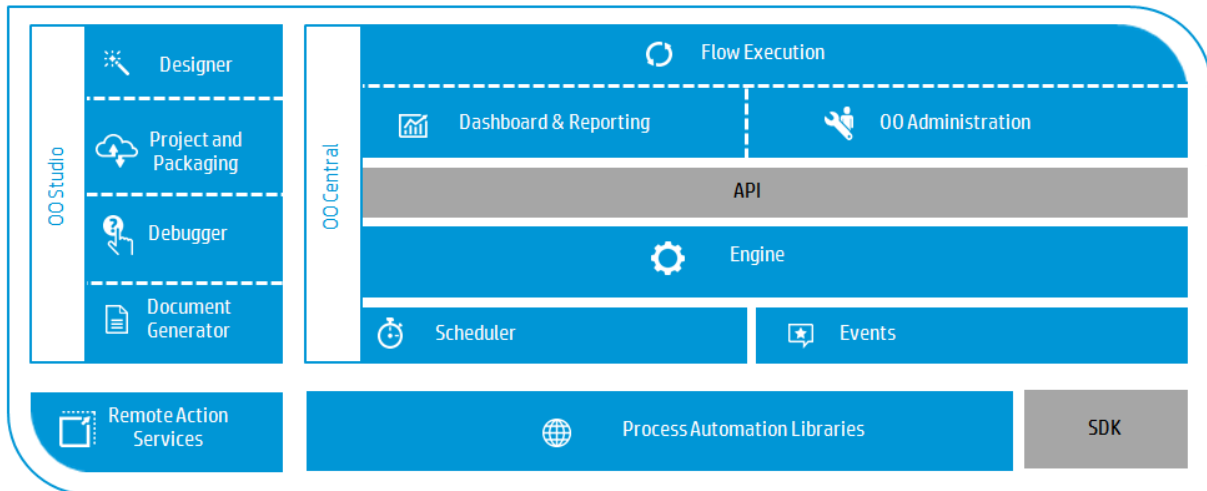 OO Studio
Designer
Project and
Packaging
Debugger
Document
Generator
OO Central
Flow Execution
Dashboard & Reporting
OO Administration
API
Engine
Scheduler
Events
Remote Action
Services
Process Automation Libraries
SDK